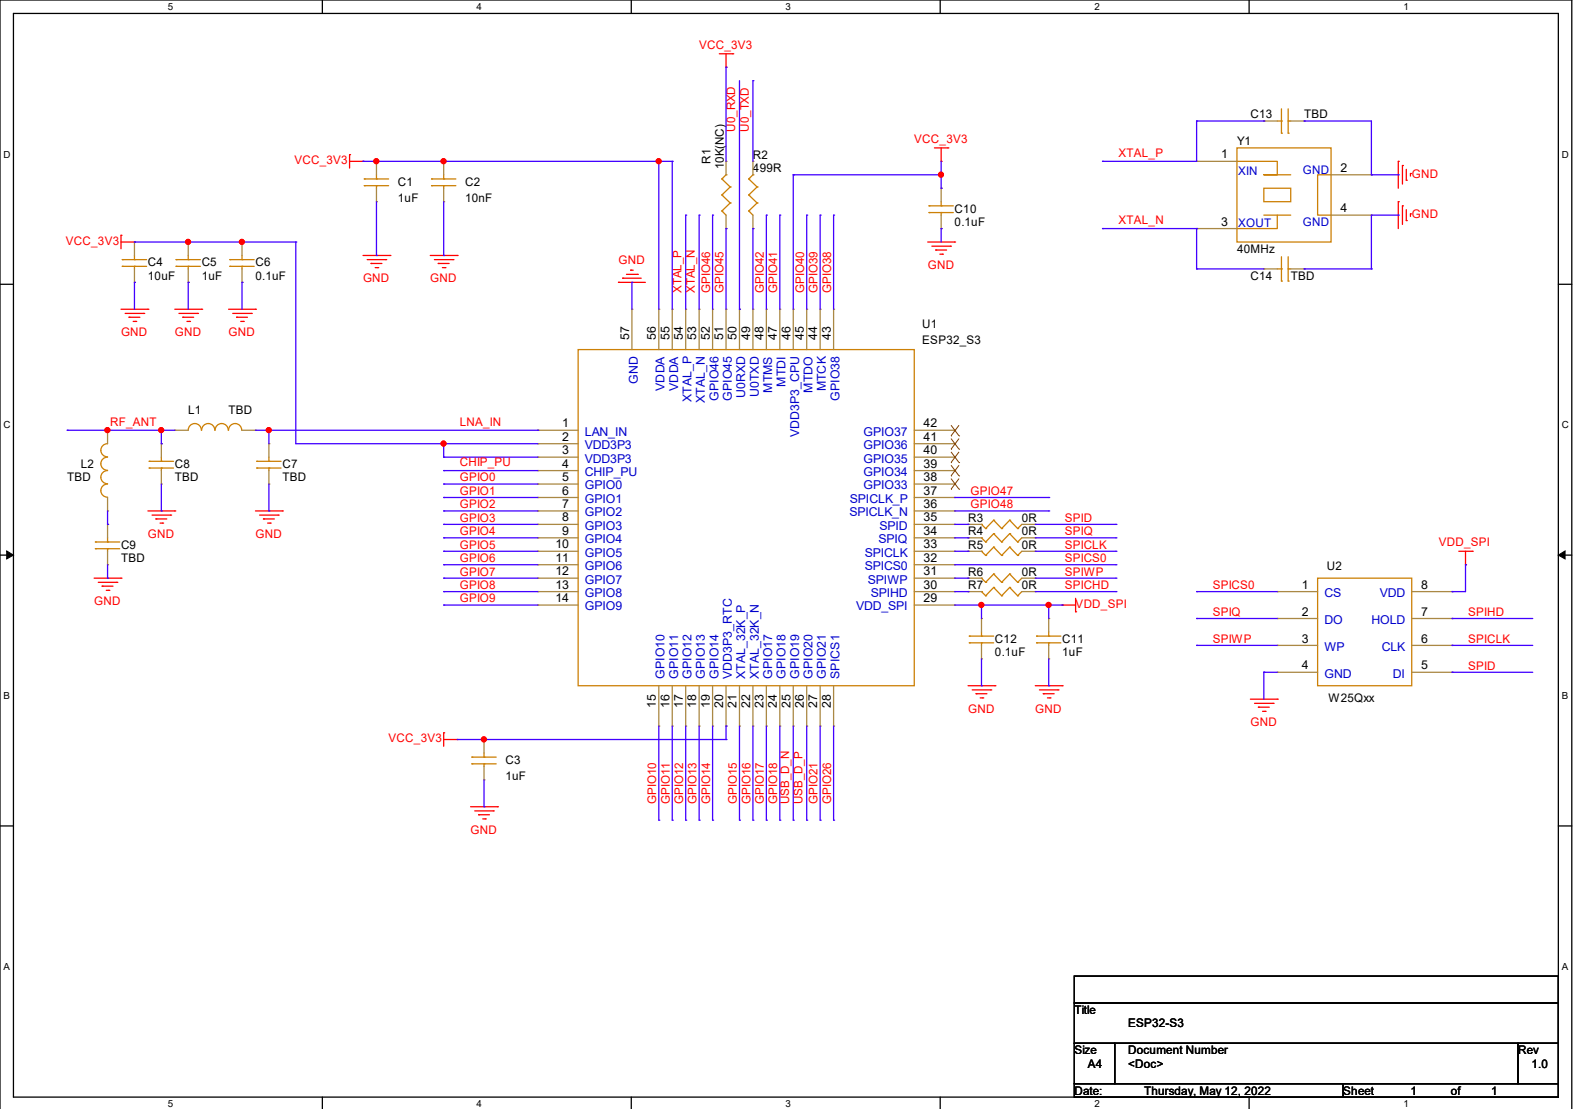 5 4 3 2 1
D
C
B
A
D
C
B
A
VCC_3V3
U0_RXD
U0_TXD
R1
10K(NC)
R2
499R
VCC_3V3
C1
1uF
C2
10nF
GND
GND
VCC_3V3
C10
0.1uF
GND
C13 TBD
Y1
XTAL_P 1 XIN GND 2 GND
XTAL_N 3 XOUT GND 4 GND
40MHz
C14 TBD
VCC_3V3
C4
10uF
C5
1uF
C6
0.1uF
GND
GND
GND
GND
XTAL_P
XTAL_N
GPIO46
GPIO45
GPIO42
GPIO41
GPIO40
GPIO39
GPIO38
57 56 55 54 53 52 51 50 49 48 47 46 45 44 43
U1
ESP32_S3
GND
VDDA
VDDA
XTAL_P
XTAL_N
GPIO46
GPIO45
U0RXD
U0TXD
MTMS
MTDI
VDD3P3_CPU
MTDO
MTCK
GPIO38
RF_ANT
L1 TBD
L2
TBD
C8
TBD
C7
TBD
GND
GND
C9
TBD
GND
LNA_IN 1 LAN_IN
2 VDD3P3
3 VDD3P3
CHIP_PU 4 CHIP_PU
GPIO0 5 GPIO0
GPIO1 6 GPIO1
GPIO2 7 GPIO2
GPIO3 8 GPIO3
GPIO4 9 GPIO4
GPIO5 10 GPIO5
GPIO6 11 GPIO6
GPIO7 12 GPIO7
GPIO8 13 GPIO8
GPIO9 14 GPIO9
GPIO37 42
GPIO36 41
GPIO35 40
GPIO34 39
GPIO33 38
SPICLK_P 37 GPIO47
SPICLK_N 36 GPIO48
SPID 35 R3 0R SPID
SPIQ 34 R4 0R SPIQ
SPICLK 33 R5 0R SPICLK
SPICS0 32 SPICS0
SPIWP 31 R6 0R SPIWP
SPIHD 30 R7 0R SPICHD
VDD_SPI 29 VDD_SPI
C12
0.1uF
C11
1uF
GND
GND
GPIO10
GPIO11
GPIO12
GPIO13
GPIO14
VDD3P3_RTC
XTAL_32K_P
XTAL_32K_N
GPIO17
GPIO18
GPIO19
GPIO20
GPIO21
SPICS1
15 16 17 18 19 20 21 22 23 24 25 26 27 28
VCC_3V3
C3
1uF
GND
GPIO10
GPIO11
GPIO12
GPIO13
GPIO14
GPIO15
GPIO16
GPIO17
GPIO18
USB_D_N
USB_D_P
GPIO21
GPIO26
VDD_SPI
U2
SPICS0 1 CS VDD 8
SPIQ 2 DO HOLD 7 SPIHD
SPIWP 3 WP CLK 6 SPICLK
4 GND DI 5 SPID
GND
W25Qxx
Title
ESP32-S3
Size Document Number Rev
A4 <Doc> 1.0
Date: Thursday, May 12, 2022 Sheet 1 of 1
5 4 3 2 1